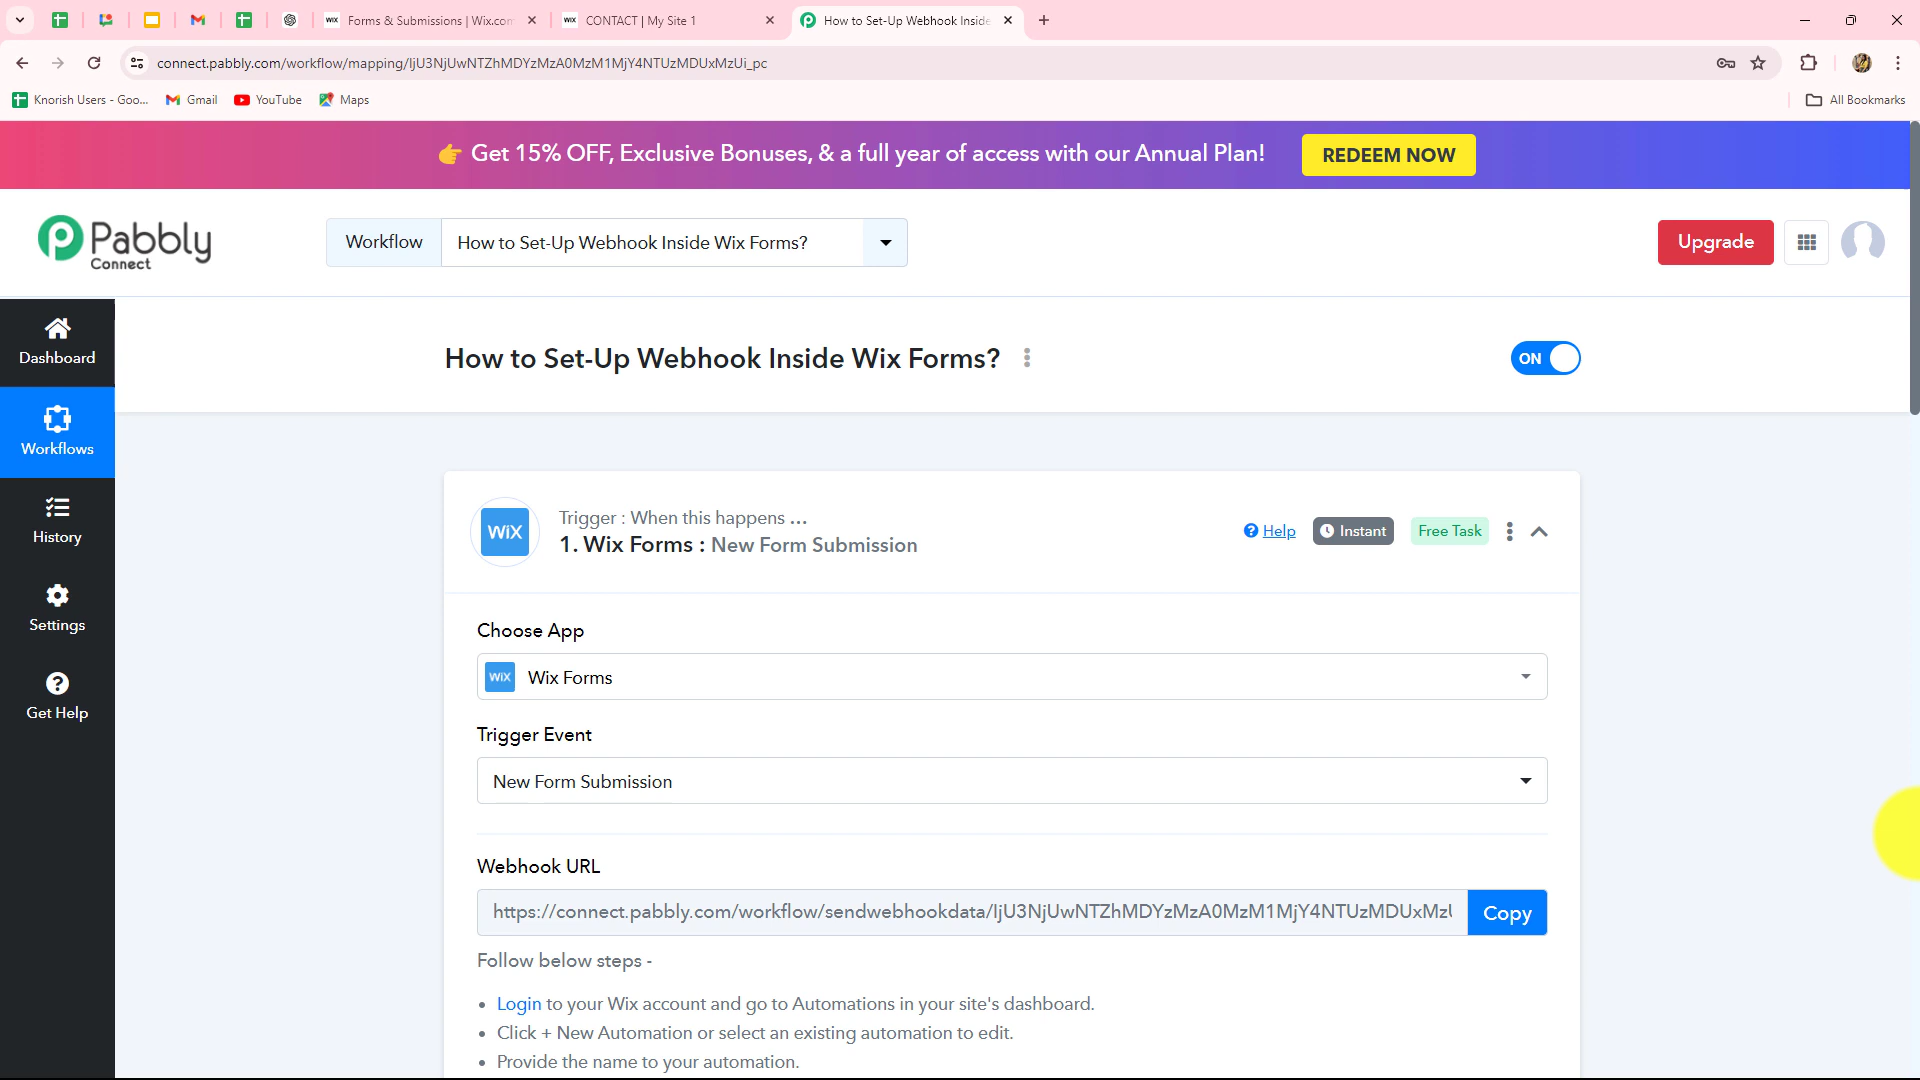 WIX Forms & Submissions | Wix.com
WIX CONTACT | My Site 1
How to Set-Up Webhook Inside
connect.pabbly.com/workflow/mapping/IjU3NjUwNTZhMDYzMzA0MzM1MjY4NTUzMDUxMzUi_pc
Knorish Users - Goo...
Gmail
YouTube
Maps
All Bookmarks
👉 Get 15% OFF, Exclusive Bonuses, & a full year of access with our Annual Plan!
REDEEM NOW
Pabbly
Connect
Workflow
How to Set-Up Webhook Inside Wix Forms?
Upgrade
Dashboard
Workflows
History
Settings
Get Help
How to Set-Up Webhook Inside Wix Forms?
ON
WiX
Trigger : When this happens ...
1. Wix Forms : New Form Submission
Help
Instant
Free Task
Choose App
WiX Wix Forms
Trigger Event
New Form Submission
Webhook URL
https://connect.pabbly.com/workflow/sendwebhookdata/IjU3NjUwNTZhMDYzMzA0MzM1MjY4NTUzMDUxMzU
Copy
Follow below steps -
• Login to your Wix account and go to Automations in your site's dashboard.
• Click + New Automation or select an existing automation to edit.
• Provide the name to your automation.